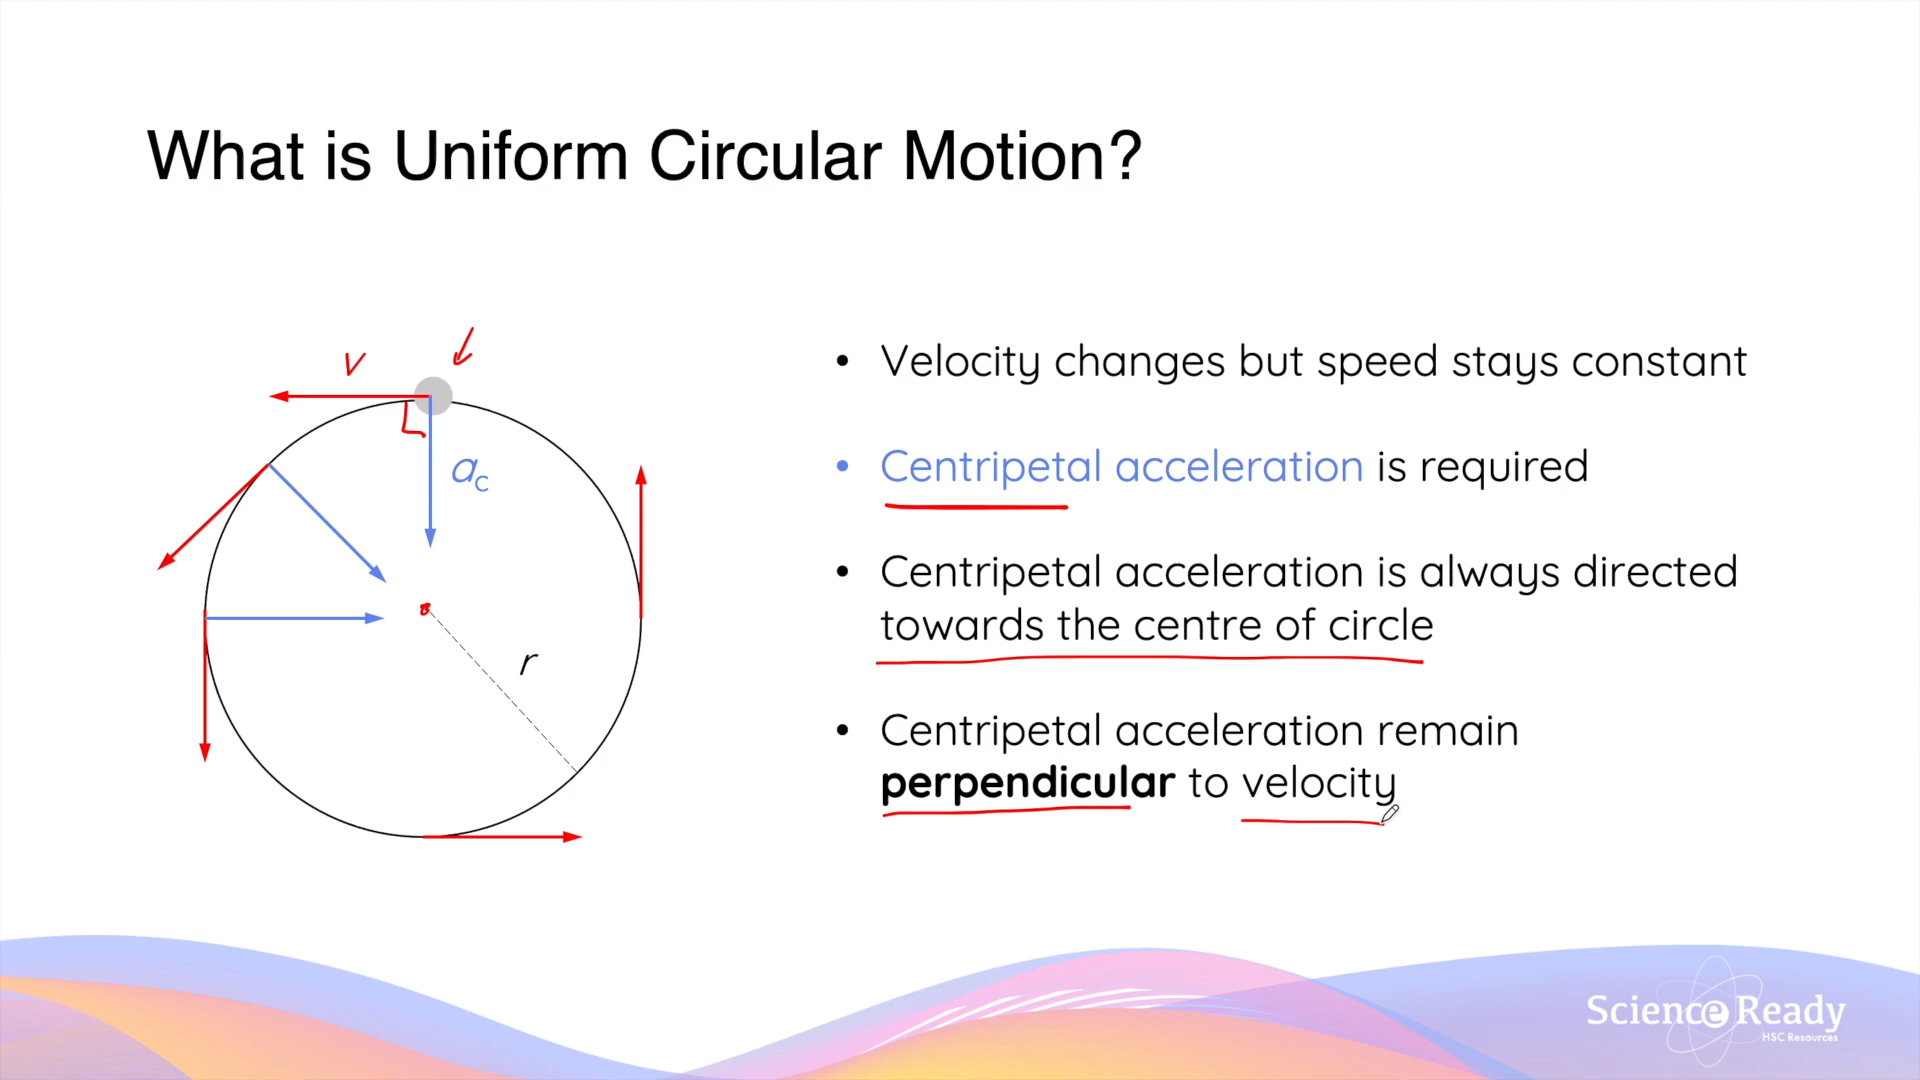 What is Uniform Circular Motion?
v
a_c
r
• Velocity changes but speed stays constant
• Centripetal acceleration is required
• Centripetal acceleration is always directed
towards the centre of circle
• Centripetal acceleration remain
perpendicular to velocity
Science Ready
HSC Resources